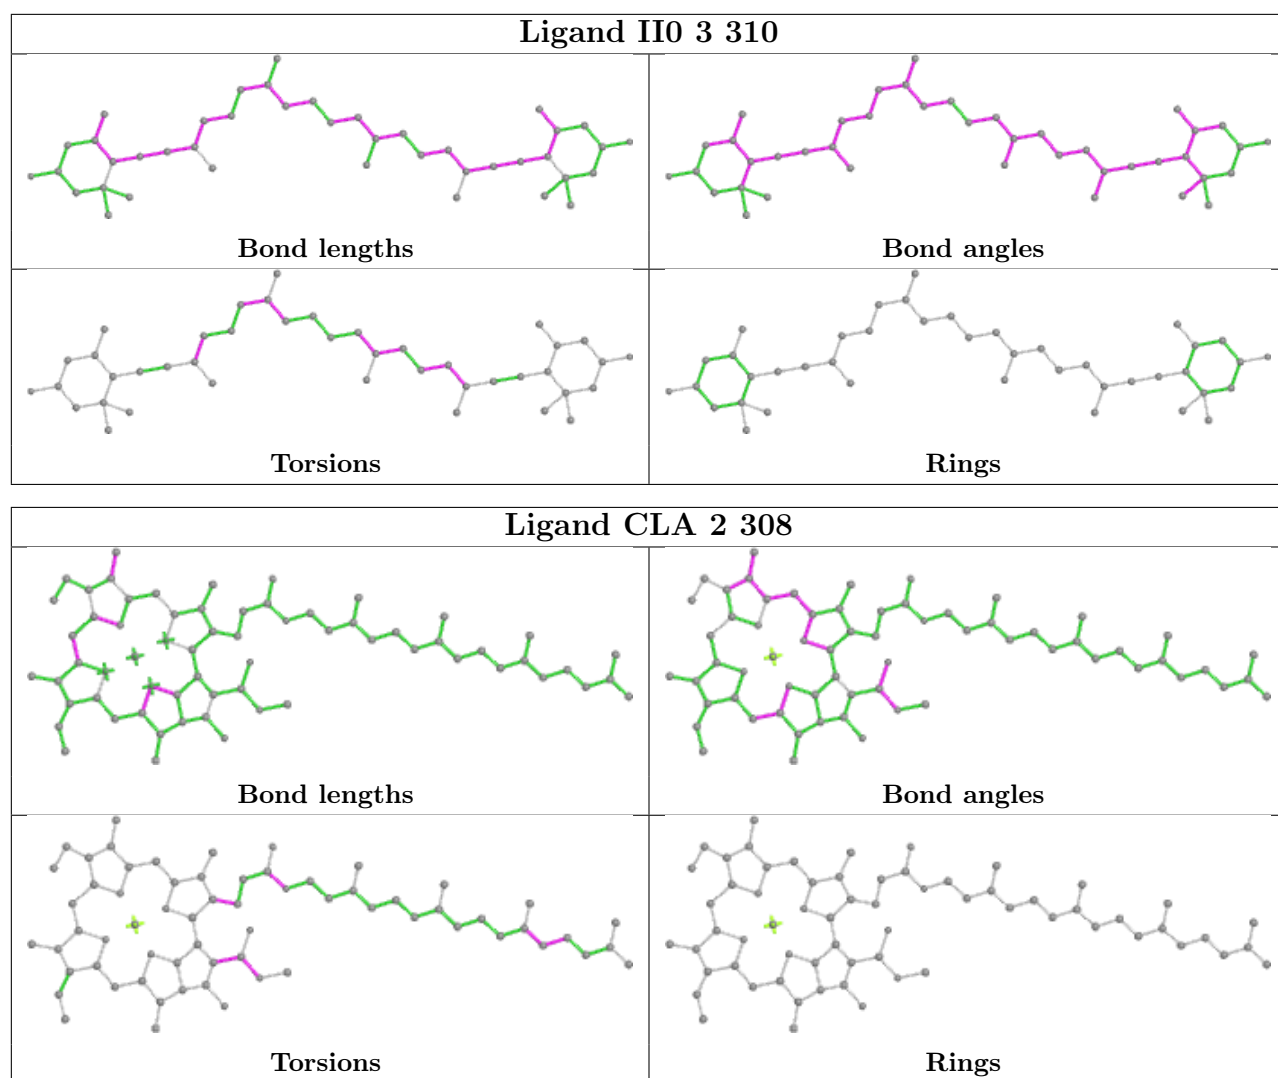 Ligand II0 3 310
Bond lengths
Bond angles
Torsions
Rings
Ligand CLA 2 308
Bond lengths
Bond angles
Torsions
Rings